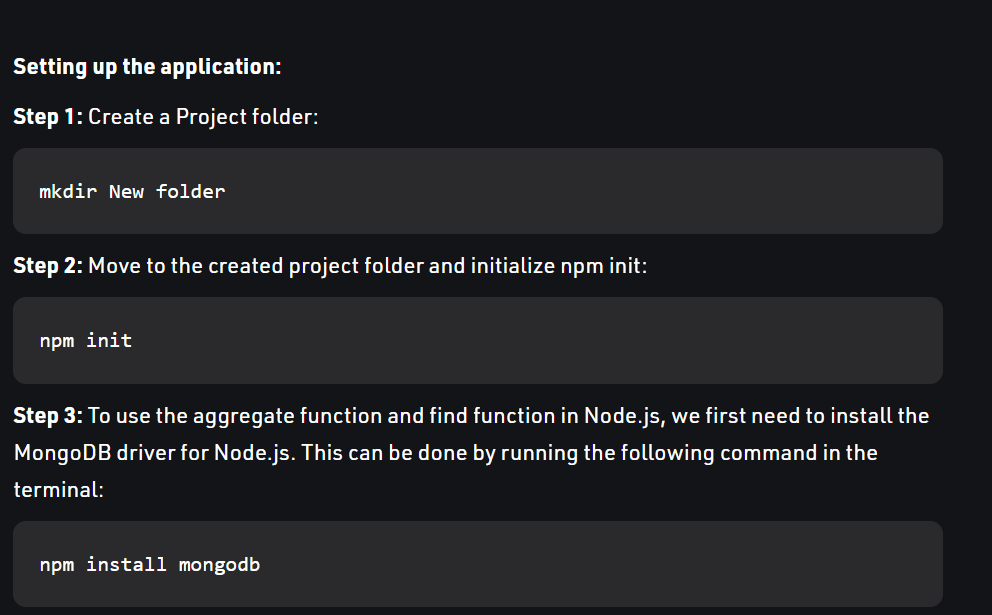 Setting up the application:
Step 1: Create a Project folder:
mkdir New folder
Step 2: Move to the created project folder and initialize npm init:
npm init
Step 3: To use the aggregate function and find function in Node.js, we first need to install the
MongoDB driver for Node.js. This can be done by running the following command in the
terminal:
npm install mongodb